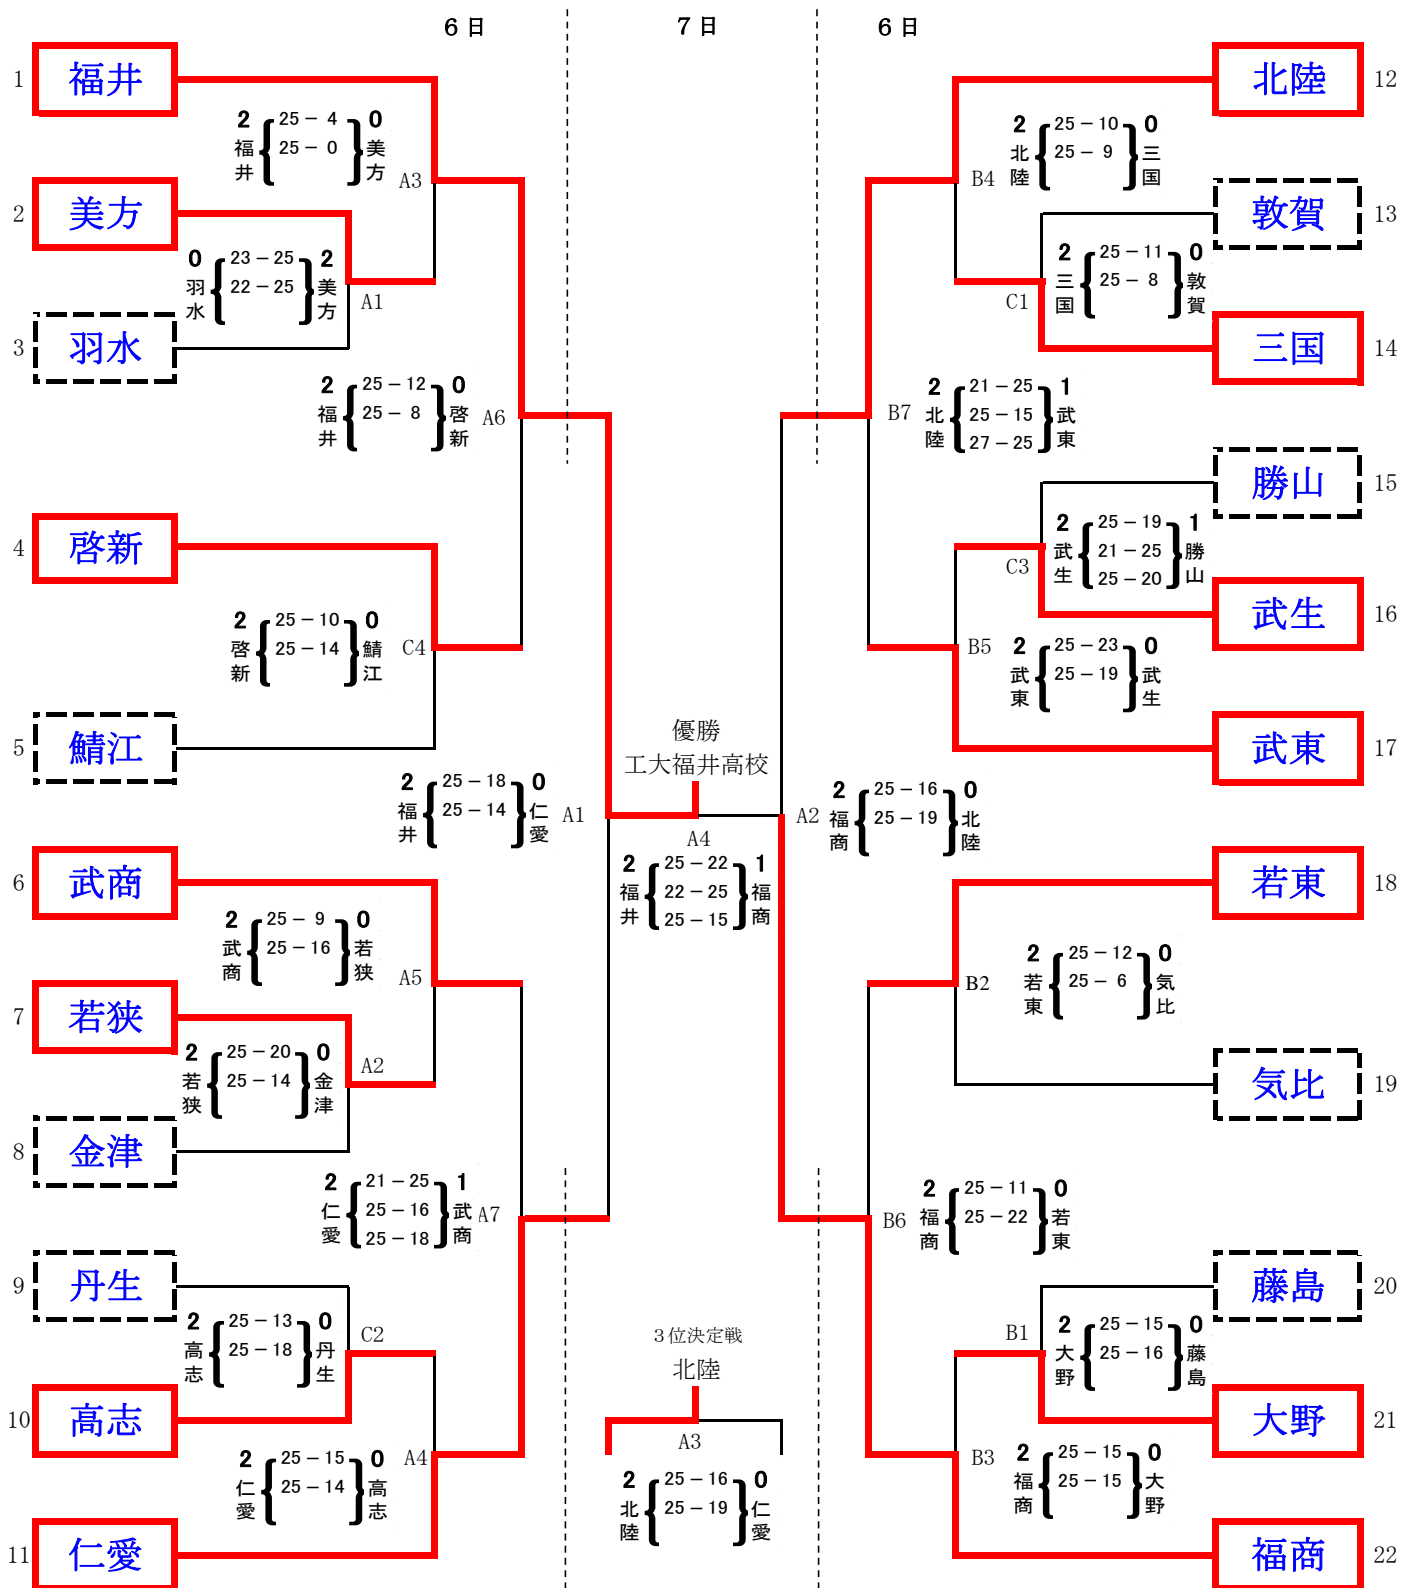 6日
7日
6日
1
福井
2 福井 25－4 25－0 0 美方
A3
2
美方
0 羽水 23－25 22－25 2 美方
A1
3
羽水
2 福井 25－12 25－8 0 啓新
A6
4
啓新
2 啓新 25－10 25－14 0 鯖江
C4
5
鯖江
2 福井 25－18 25－14 0 仁愛
A1
6
武商
2 武商 25－9 25－16 0 若狭
A5
7
若狭
2 若狭 25－20 25－14 0 金津
A2
8
金津
2 仁愛 21－25 25－16 25－18 1 武商
A7
9
丹生
2 高志 25－13 25－18 0 丹生
C2
10
高志
2 仁愛 25－15 25－14 0 高志
A4
11
仁愛
優勝
工大福井高校
A4
2 福井 25－22 22－25 25－15 1 福商
3位決定戦
北陸
A3
2 北陸 25－16 25－19 0 仁愛
北陸
12
2 北陸 25－10 25－9 0 三国
B4
敦賀
13
2 三国 25－11 25－8 0 敦賀
C1
三国
14
B7
2 北陸 21－25 25－15 27－25 1 武東
勝山
15
2 武生 25－19 21－25 25－20 1 勝山
C3
武生
16
B5
2 武東 25－23 25－19 0 武生
武東
17
A2
2 福商 25－16 25－19 0 北陸
若東
18
2 若東 25－12 25－6 0 気比
B2
気比
19
B6
2 福商 25－11 25－22 0 若東
藤島
20
B1
2 大野 25－15 25－16 0 藤島
大野
21
B3
2 福商 25－15 25－15 0 大野
福商
22